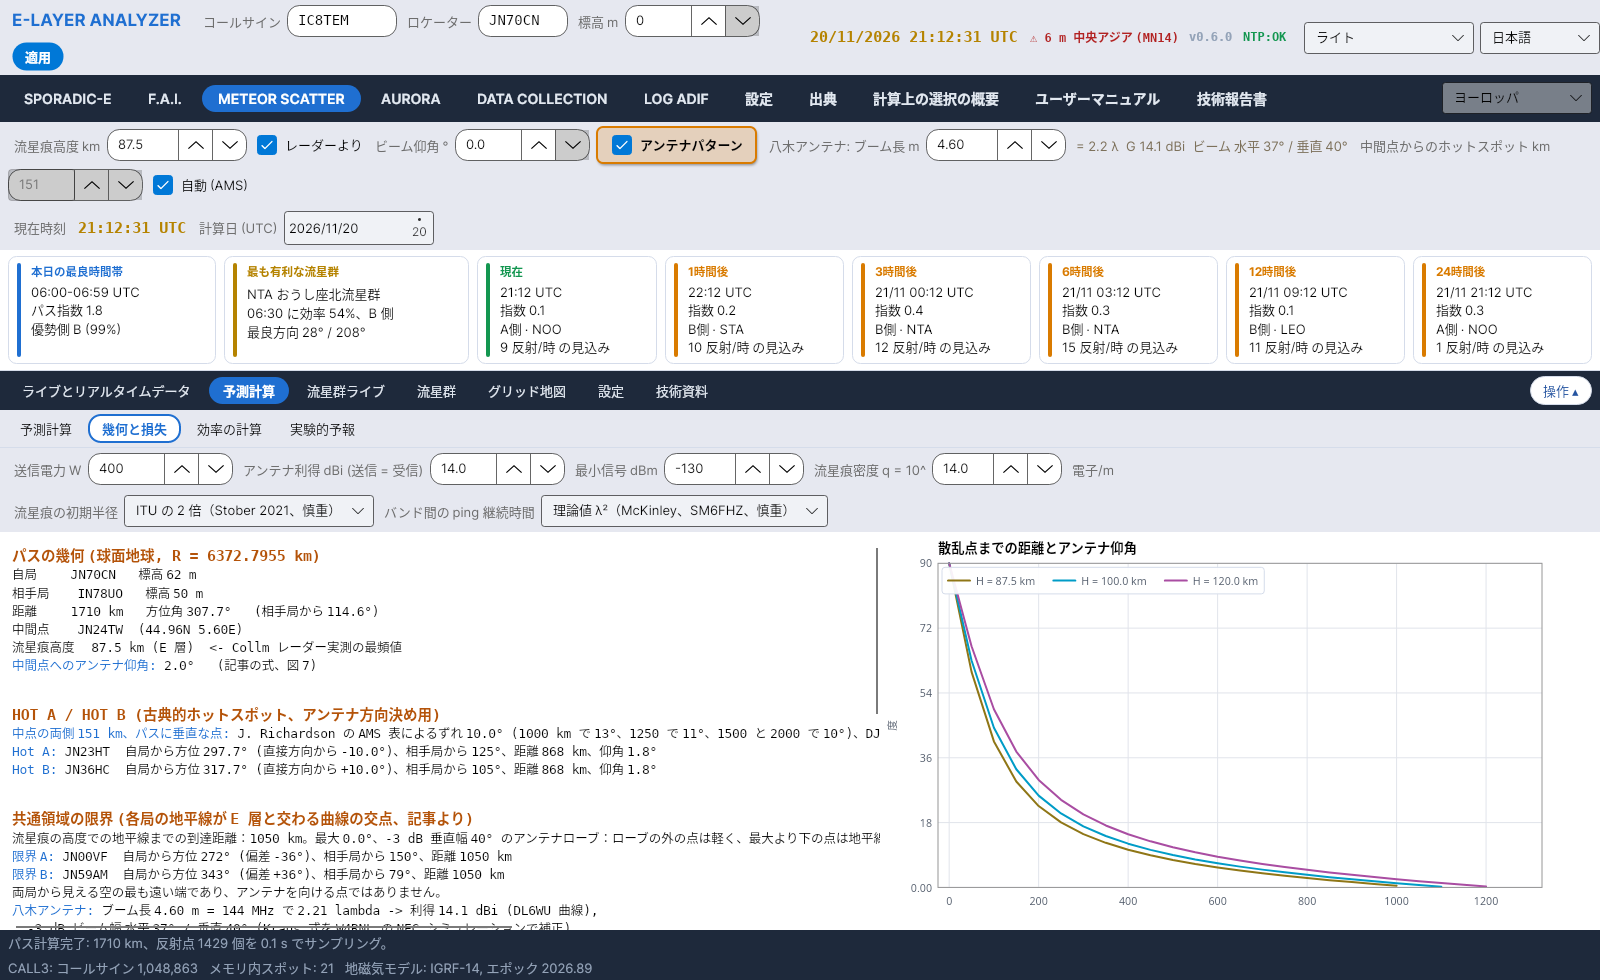 E-LAYER ANALYZER コールサイン IC8TEM ロケーター JN70CN 標高 m 0
適用
20/11/2026 21:12:31 UTC ⚠ 6 m 中央アジア (MN14) v0.6.0 NTP:OK ライト 日本語
SPORADIC-E F.A.I. METEOR SCATTER AURORA DATA COLLECTION LOG ADIF 設定 出典 計算上の選択の概要 ユーザーマニュアル 技術報告書 ヨーロッパ
流星痕高度 km 87.5 レーダーより ビーム仰角 ° 0.0 アンテナパターン 八木アンテナ: ブーム長 m 4.60 = 2.2 λ G 14.1 dBi ビーム 水平 37° / 垂直 40° 中間点からのホットスポット km
151 自動 (AMS)
現在時刻 21:12:31 UTC 計算日 (UTC) 2026/11/20 20
本日の最良時間帯
06:00-06:59 UTC
パス指数 1.8
優勢側 B (99%)
最も有利な流星群
NTA おうし座北流星群
06:30 に効率 54%、B 側
最良方向 28° / 208°
現在
21:12 UTC
指数 0.1
A側 · NOO
9 反射/時 の見込み
1時間後
22:12 UTC
指数 0.2
B側 · STA
10 反射/時 の見込み
3時間後
21/11 00:12 UTC
指数 0.4
B側 · NTA
12 反射/時 の見込み
6時間後
21/11 03:12 UTC
指数 0.3
B側 · NTA
15 反射/時 の見込み
12時間後
21/11 09:12 UTC
指数 0.1
B側 · LEO
11 反射/時 の見込み
24時間後
21/11 21:12 UTC
指数 0.3
A側 · NOO
1 反射/時 の見込み
ライブとリアルタイムデータ 予測計算 流星群ライブ 流星群 グリッド地図 設定 技術資料 操作 ▴
予測計算 幾何と損失 効率の計算 実験的予報
送信電力 W 400 アンテナ利得 dBi (送信 = 受信) 14.0 最小信号 dBm -130 流星痕密度 q = 10^ 14.0 電子/m
流星痕の初期半径 ITU の 2 倍（Stober 2021、慎重） バンド間の ping 継続時間 理論値 λ²（McKinley、SM6FHZ、慎重）
パスの幾何 (球面地球, R = 6372.7955 km)
自局 JN70CN 標高 62 m
相手局 IN78UO 標高 50 m
距離 1710 km 方位角 307.7° (相手局から 114.6°)
中間点 JN24TW (44.96N 5.60E)
流星痕高度 87.5 km (E 層) <- Collm レーダー実測の最頻値
中間点へのアンテナ仰角: 2.0° (記事の式、図 7)
HOT A / HOT B (古典的ホットスポット、アンテナ方向決め用)
中点の両側 151 km、パスに垂直な点: J. Richardson の AMS 表によるずれ 10.0° (1000 km で 13°、1250 で 11°、1500 と 2000 で 10°)、DJ
Hot A: JN23HT 自局から方位 297.7° (直接方向から -10.0°)、相手局から 125°、距離 868 km、仰角 1.8°
Hot B: JN36HC 自局から方位 317.7° (直接方向から +10.0°)、相手局から 105°、距離 868 km、仰角 1.8°
共通領域の限界 (各局の地平線が E 層と交わる曲線の交点、記事より)
流星痕の高度での地平線までの到達距離：1050 km。最大 0.0°、-3 dB 垂直幅 40° のアンテナローブ：ローブの外の点は軽く、最大より下の点は地平線
限界 A: JN00VF 自局から方位 272° (偏差 -36°)、相手局から 150°、距離 1050 km
限界 B: JN59AM 自局から方位 343° (偏差 +36°)、相手局から 79°、距離 1050 km
両局から見える空の最も遠い端であり、アンテナを向ける点ではありません。
八木アンテナ: ブーム長 4.60 m = 144 MHz で 2.21 lambda -> 利得 14.1 dBi (DL6WU 曲線),
散乱点までの距離とアンテナ仰角
H = 87.5 km H = 100.0 km H = 120.0 km
度
90
72
54
36
18
0.00
0 200 400 600 800 1000 1200
パス計算完了: 1710 km、反射点 1429 個を 0.1 s でサンプリング。
CALL3: コールサイン 1,048,863 メモリ内スポット: 21 地磁気モデル: IGRF-14, エポック 2026.89